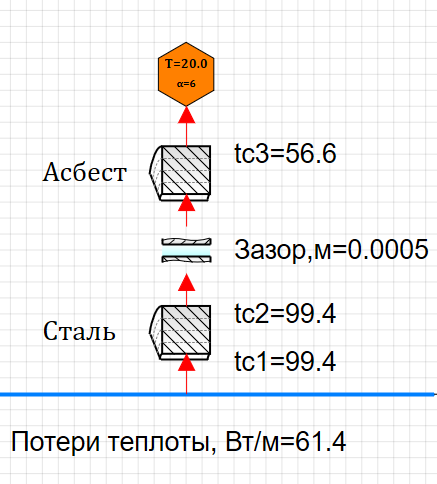 T=20.0
α=6
tc3=56.6
Асбест
Зазор,м=0.0005
tc2=99.4
Сталь
tc1=99.4
Потери теплоты, Вт/м=61.4